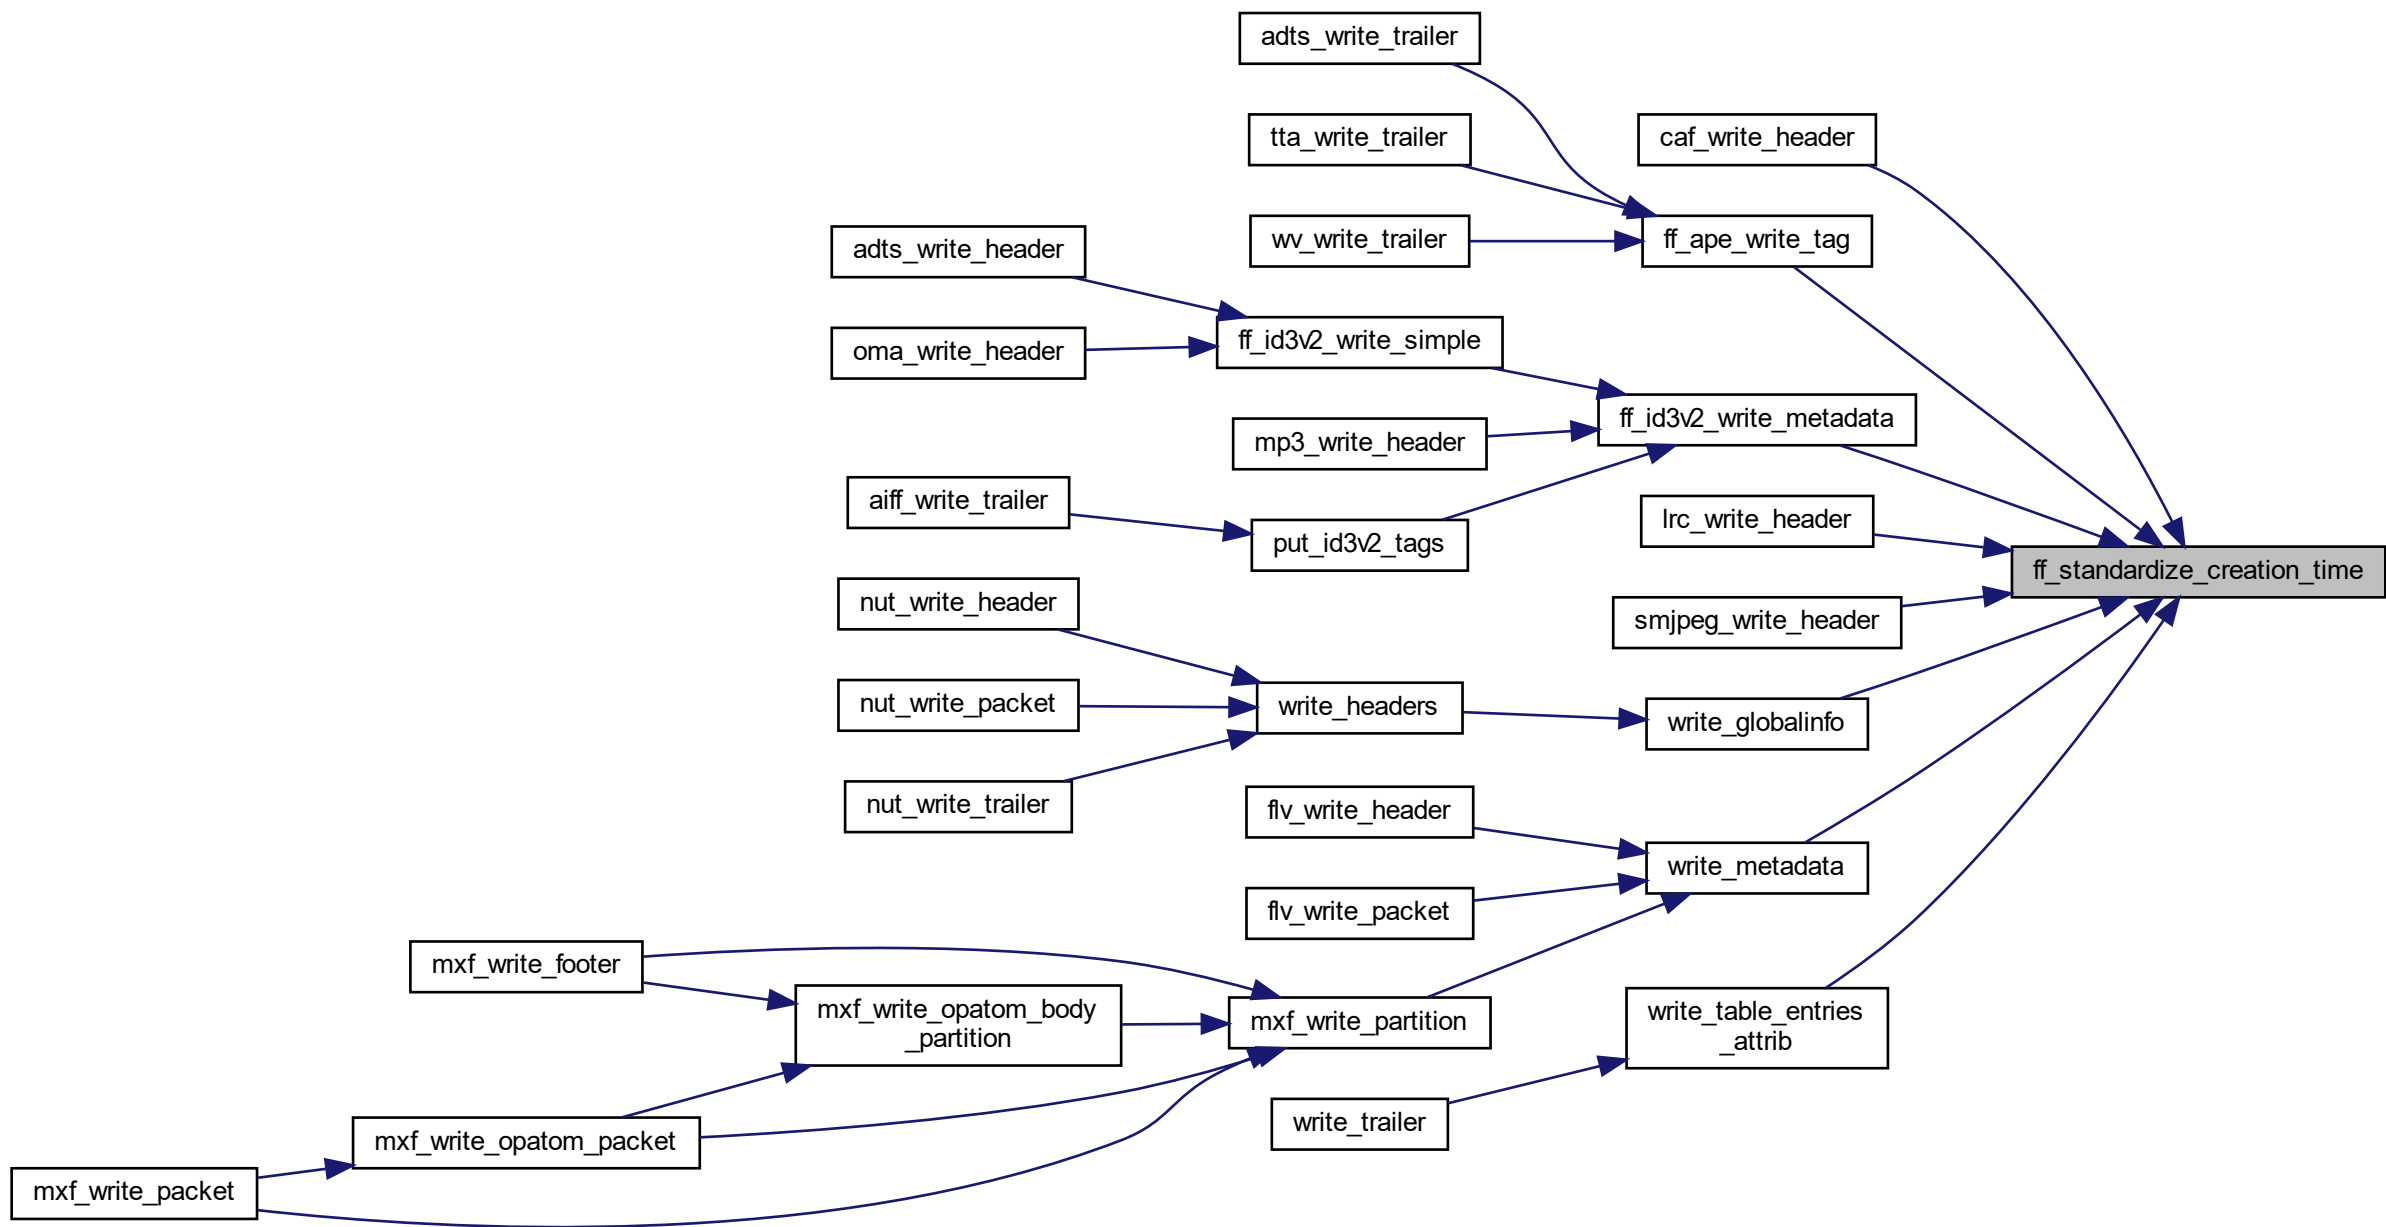 adts_write_trailer
tta_write_trailer
caf_write_header
wv_write_trailer
ff_ape_write_tag
adts_write_header
ff_id3v2_write_simple
oma_write_header
ff_id3v2_write_metadata
mp3_write_header
aiff_write_trailer
lrc_write_header
put_id3v2_tags
ff_standardize_creation_time
nut_write_header
smjpeg_write_header
nut_write_packet
write_headers
write_globalinfo
nut_write_trailer
flv_write_header
write_metadata
flv_write_packet
mxf_write_footer
mxf_write_opatom_body
_partition
mxf_write_partition
write_table_entries
_attrib
write_trailer
mxf_write_opatom_packet
mxf_write_packet